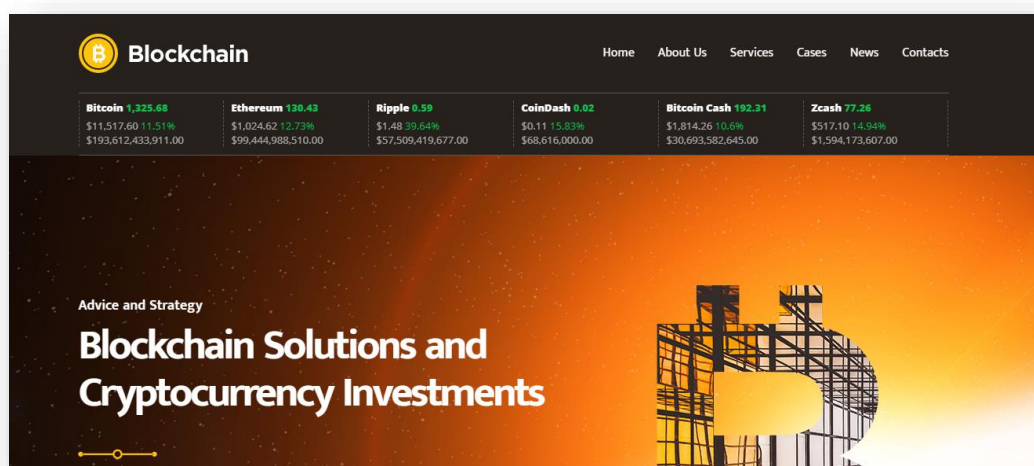 Blockchain
Home About Us Services Cases News Contacts
Bitcoin 1,325.68
$11,517.60 11.51%
$193,612,433,911.00
Ethereum 130.43
$1,024.62 12.73%
$99,444,988,510.00
Ripple 0.59
$1.48 39.64%
$57,509,419,677.00
CoinDash 0.02
$0.11 15.83%
$68,616,000.00
Bitcoin Cash 192.31
$1,814.26 10.6%
$30,693,582,645.00
Zcash 77.26
$517.10 14.94%
$1,594,173,607.00
Advice and Strategy
Blockchain Solutions and
Cryptocurrency Investments